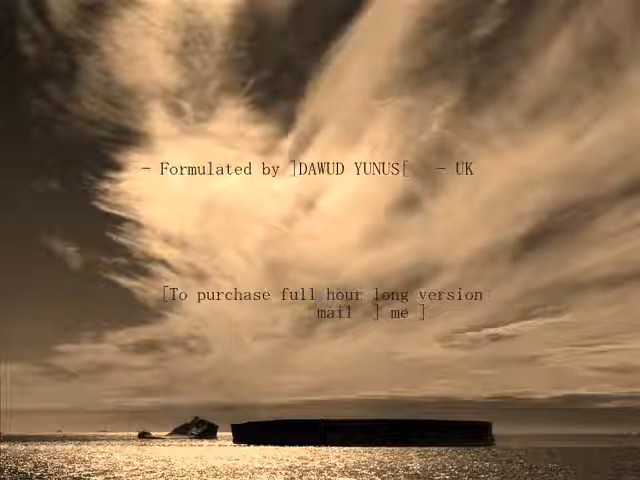 - Formulated by ]DAWUD YUNUS[ - UK
[To purchase full hour long version
mail ] me ]